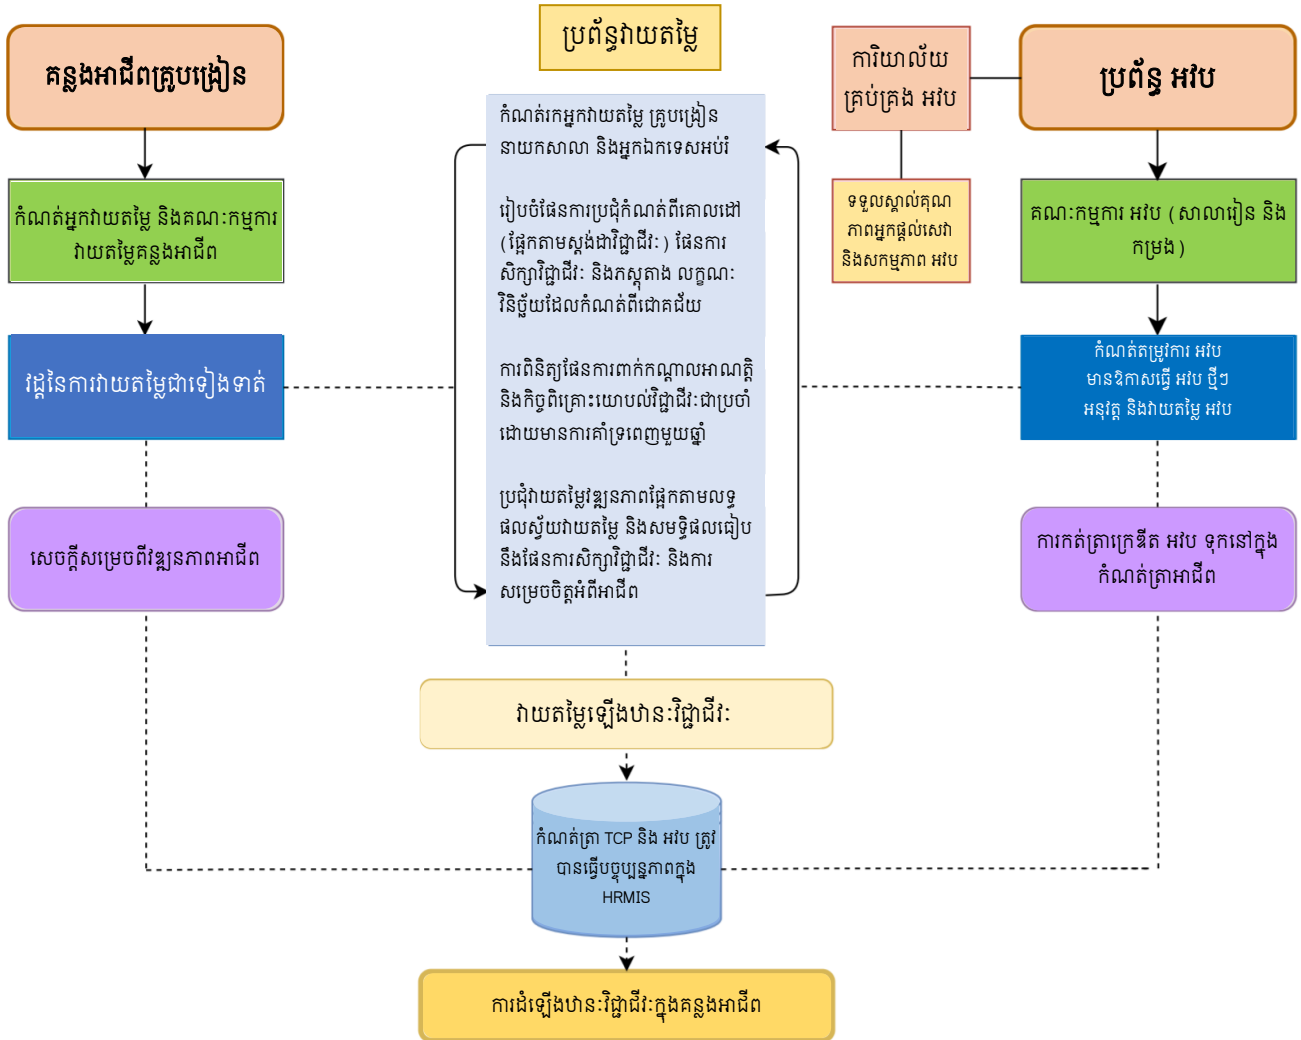 ប្រព័ន្ធវាយតម្លៃ
គន្លងអាជីពគ្រូបង្រៀន
ការិយាល័យ
គ្រប់គ្រង អវប
ប្រព័ន្ធ អវប
កំណត់អ្នកវាយតម្លៃ និងគណៈកម្មការ
វាយតម្លៃគន្លងអាជីព
វដ្តនៃការវាយតម្លៃជាទៀងទាត់
សេចក្តីសម្រេចពីវឌ្ឍនភាពអាជីព
កំណត់រកអ្នកវាយតម្លៃ គ្រូបង្រៀន
នាយកសាលា និងអ្នកឯកទេសអប់រំ
រៀបចំផែនការប្រជុំកំណត់ពីគោលដៅ
(ផ្អែកតាមស្តង់ដាវិជ្ជាជីវៈ) ផែនការ
សិក្សាវិជ្ជាជីវៈ និងភស្តុតាង លក្ខណៈ
វិនិច្ឆ័យដែលកំណត់ពីជោគជ័យ
ការពិនិត្យផែនការពាក់កណ្តាលអាណត្តិ
និងកិច្ចពិគ្រោះយោបល់វិជ្ជាជីវៈជាប្រចាំ
ដោយមានការគាំទ្រពេញមួយឆ្នាំ
ប្រជុំវាយតម្លៃវឌ្ឍនភាពផ្អែកតាមលទ្ធ
ផលស្វ័យវាយតម្លៃ និងសមទ្ធិផលធៀប
នឹងផែនការសិក្សាវិជ្ជាជីវៈ និងការ
សម្រេចចិត្តអំពីអាជីព
ទទួលស្គាល់គុណ
ភាពអ្នកផ្តល់សេវា
និងសកម្មភាព អវប
គណៈកម្មការ អវប (សាលារៀន និង
កម្រង)
កំណត់តម្រូវការ អវប
មានឱកាសធ្វើ អវប ថ្មីៗ
អនុវត្ត និងវាយតម្លៃ អវប
ការកត់ត្រាក្រេឌីត អវប ទុកនៅក្នុង
កំណត់ត្រាអាជីព
វាយតម្លៃឡើងឋានៈវិជ្ជាជីវៈ
កំណត់ត្រា TCP និង អវប ត្រូវ
បានធ្វើបច្ចុប្បន្នភាពក្នុង
HRMIS
ការដំឡើងឋានៈវិជ្ជាជីវៈក្នុងគន្លងអាជីព